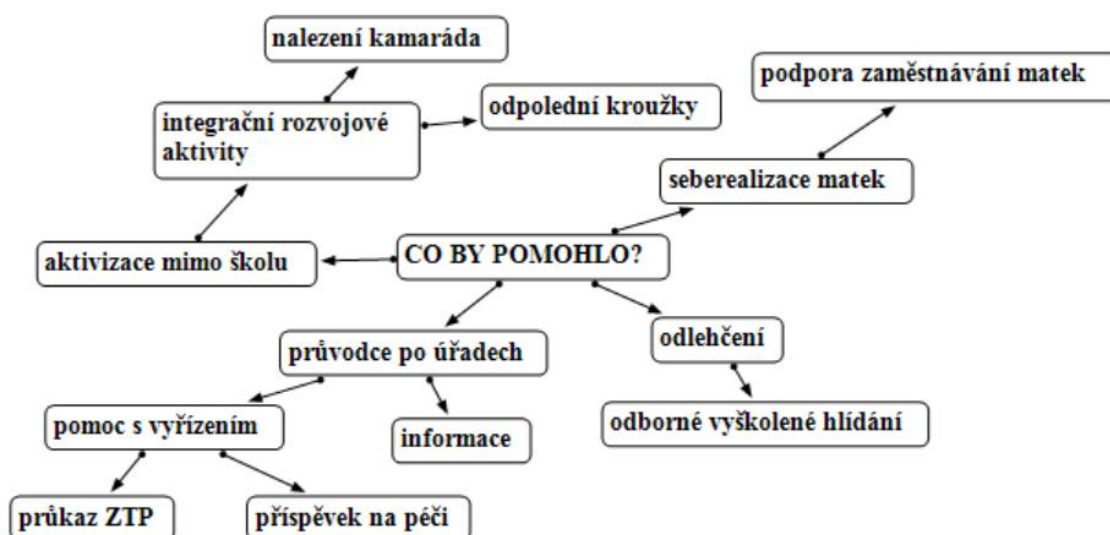 nalezení kamaráda
podpora zaměstnávání matek
odpolední kroužky
integrační rozvojové
aktivity
seberealizace matek
aktivizace mimo školu
CO BY POMOHLO?
průvodce po úřadech
odlehčení
pomoc s vyřízením
informace
odborné vyškolené hlídání
průkaz ZTP
příspěvek na péči